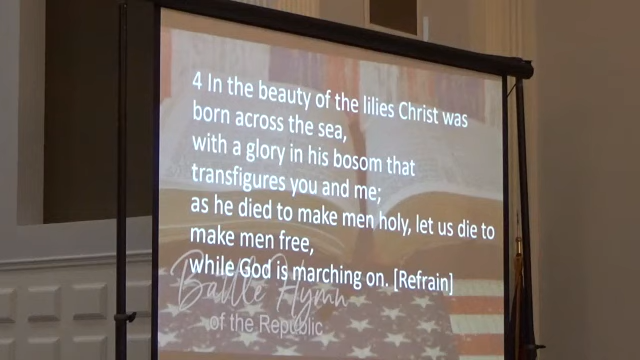 4 In the beauty of the lilies Christ was
born across the sea,
with a glory in his bosom that
transfigures you and me;
as he died to make men holy, let us die to
make men free,
while God is marching on. [Refrain]
Battle Hymn
of the Republic